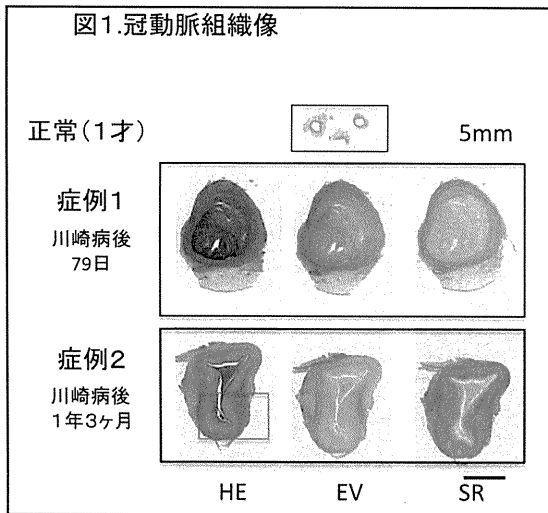 図1.冠動脈組織像
正常(1才)
5mm
症例1
川崎病後
79日
症例2
川崎病後
1年3ヶ月
HE
EV
SR